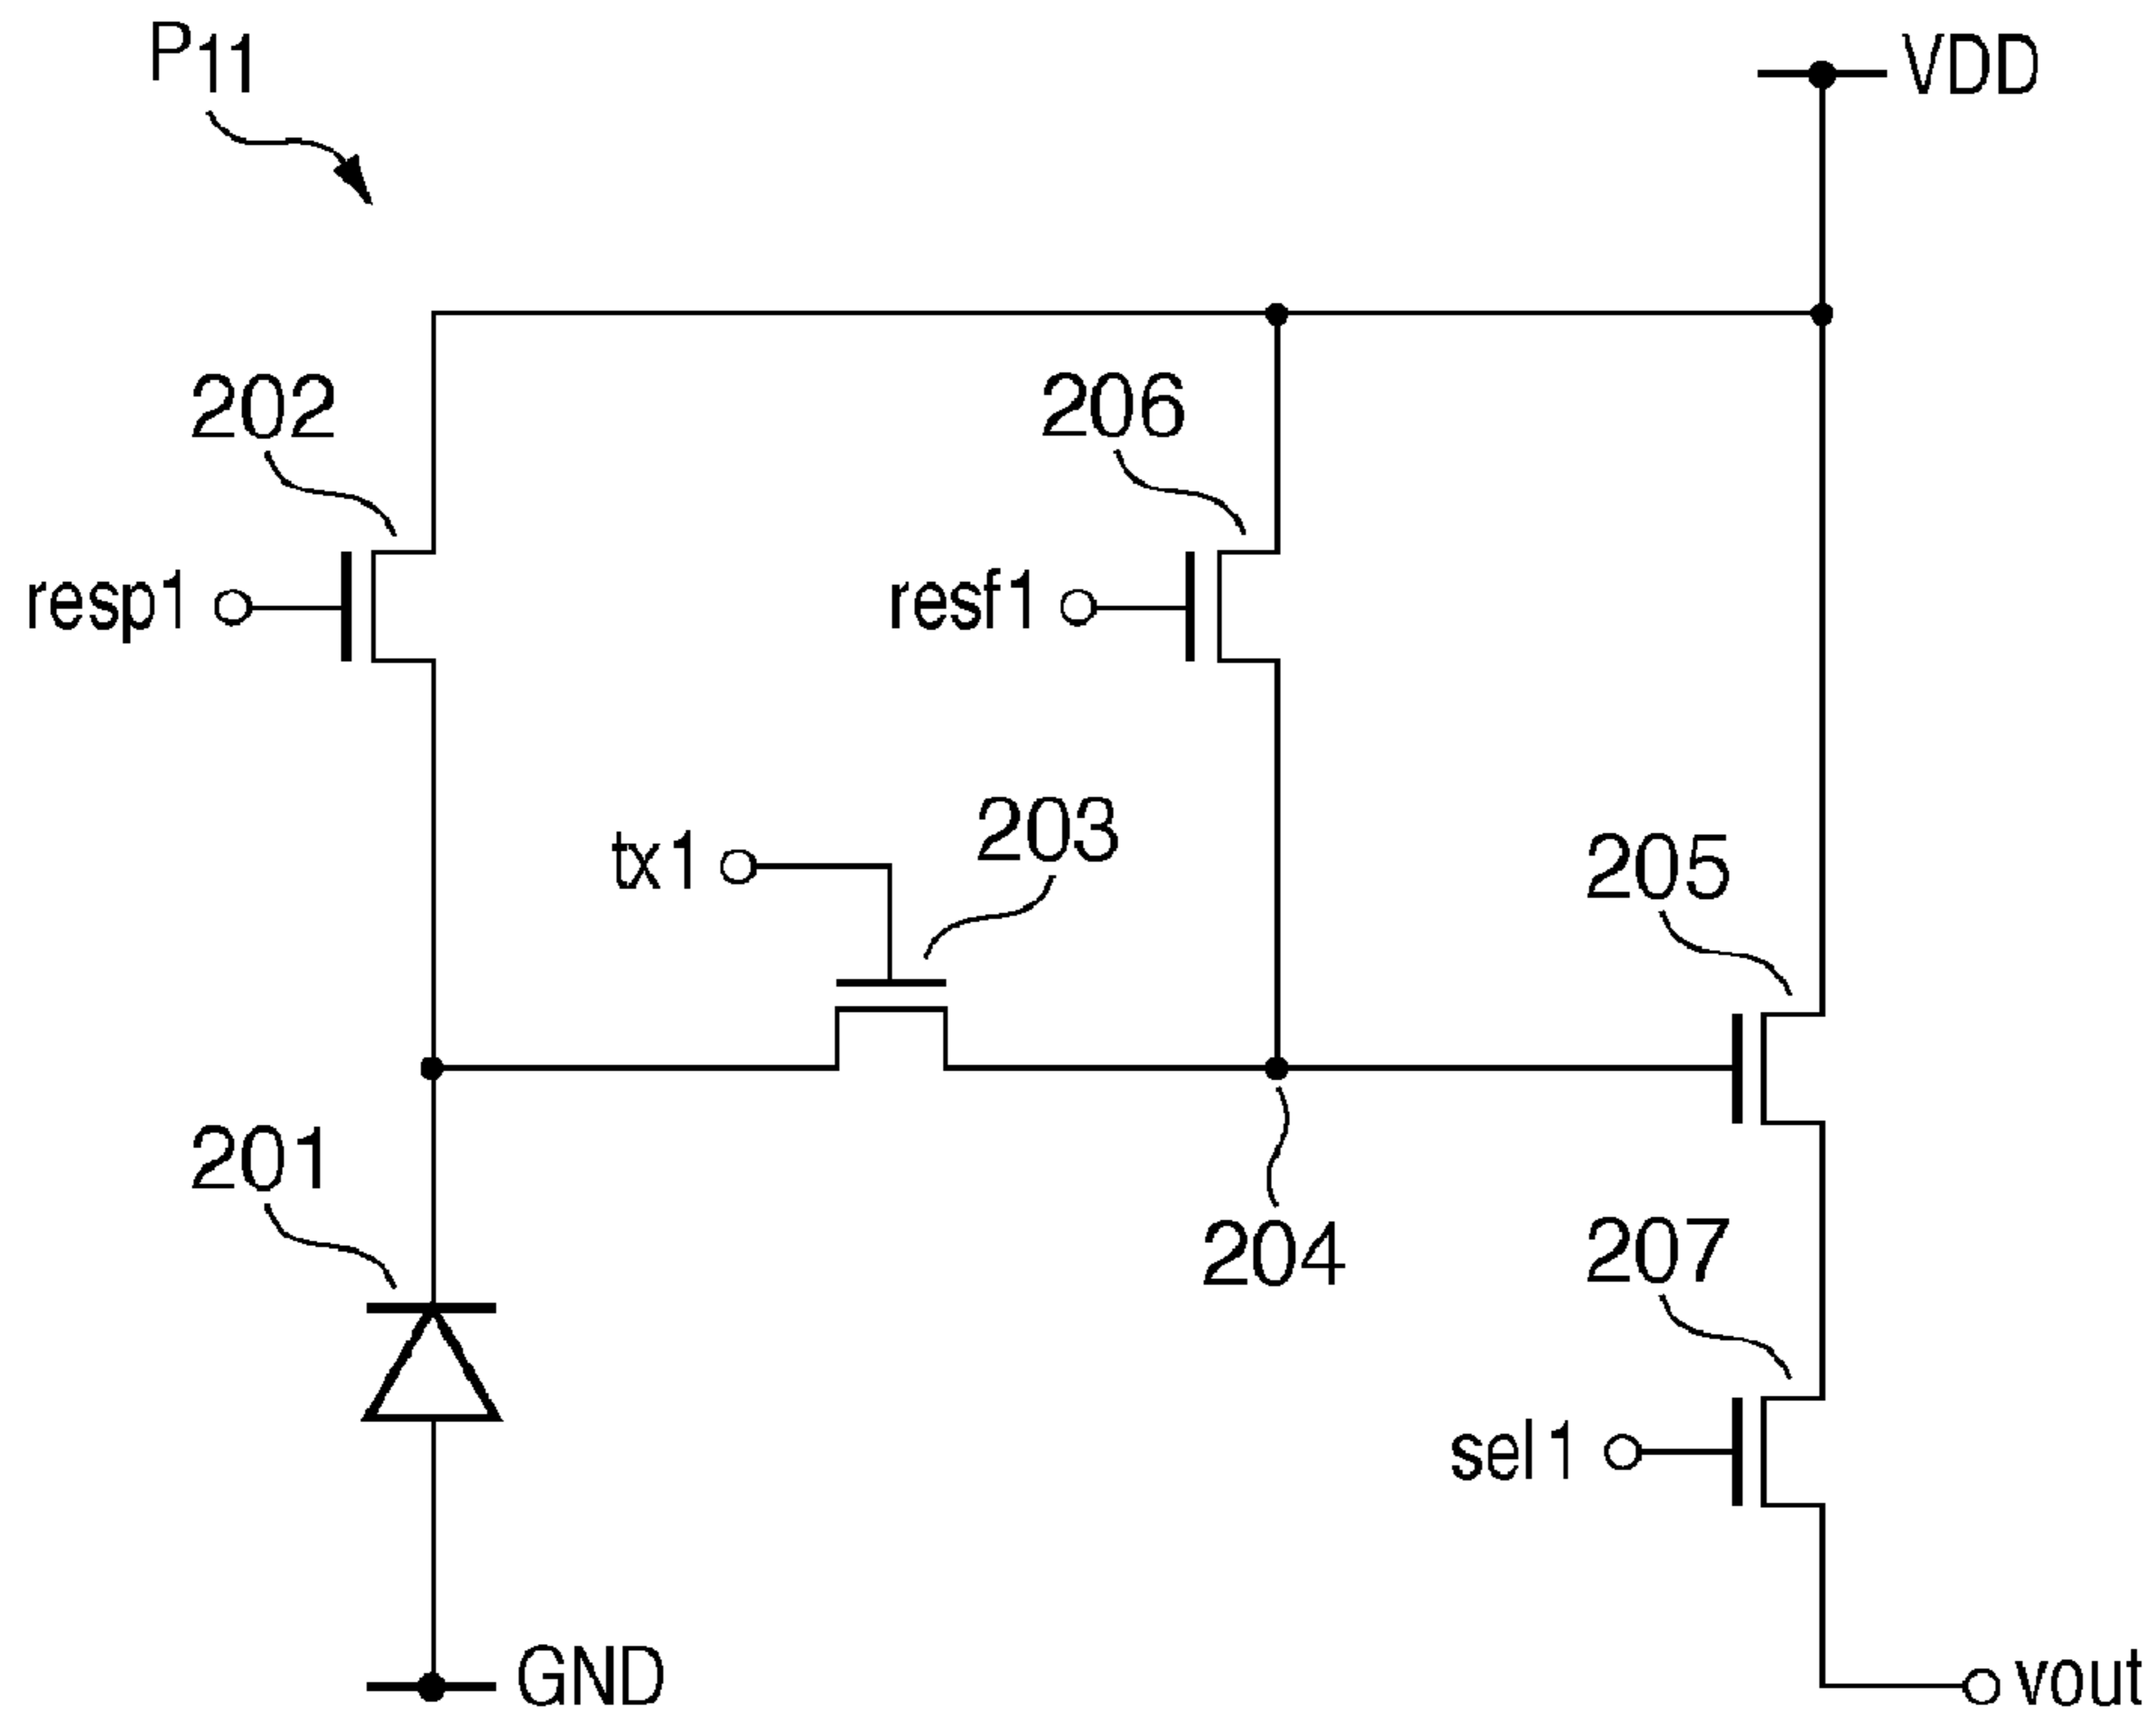 P11
VDD
202
206
resp1
resf1
203
tx1
205
201
204
207
sel1
GND
vout